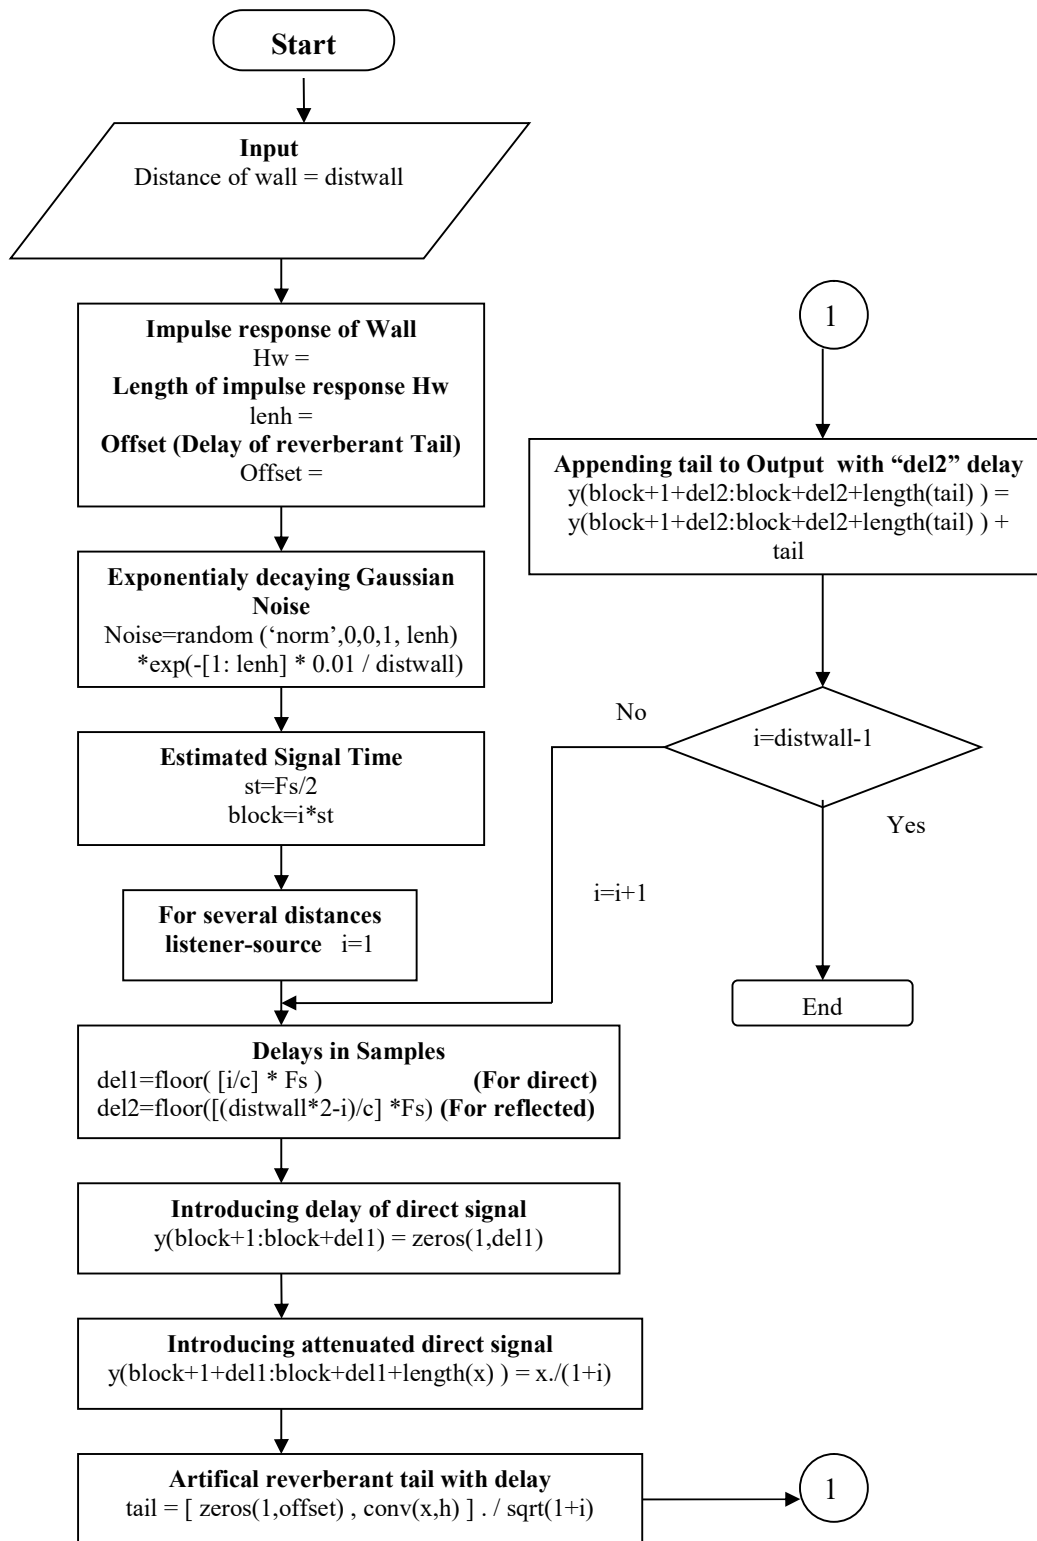 Start
Input
Distance of wall = distwall
Impulse response of Wall
Hw =
Length of impulse response Hw
lenh =
Offset (Delay of reverberant Tail)
Offset =
Exponentialy decaying Gaussian
Noise
Noise=random (‘norm’,0,0,1, lenh)
*exp(-[1: lenh] * 0.01 / distwall)
Estimated Signal Time
st=Fs/2
block=i*st
For several distances
listener-source i=1
Delays in Samples
del1=floor( [i/c] * Fs ) (For direct)
del2=floor([(distwall*2-i)/c] *Fs) (For reflected)
Introducing delay of direct signal
y(block+1:block+del1) = zeros(1,del1)
Introducing attenuated direct signal
y(block+1+del1:block+del1+length(x) ) = x./(1+i)
Artifical reverberant tail with delay
tail = [ zeros(1,offset) , conv(x,h) ] . / sqrt(1+i)
1
1
Appending tail to Output with “del2” delay
y(block+1+del2:block+del2+length(tail) ) =
y(block+1+del2:block+del2+length(tail) ) +
tail
i=distwall-1
No
Yes
i=i+1
End